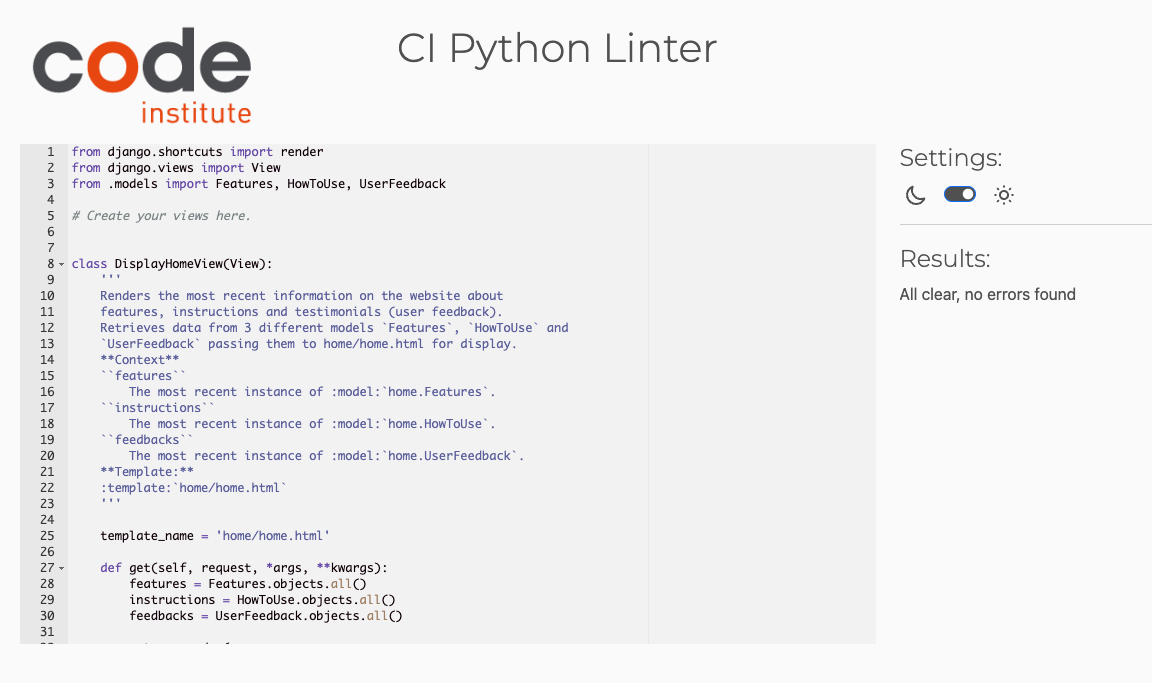 code
institute
CI Python Linter
1 from django.shortcuts import render
2 from django.views import View
3 from .models import Features, HowToUse, UserFeedback
4
5 # Create your views here.
6
7
8 class DisplayHomeView(View):
9     '''
10     Renders the most recent information on the website about
11     features, instructions and testimonials (user feedback).
12     Retrieves data from 3 different models `Features`, `HowToUse` and
13     `UserFeedback` passing them to home/home.html for display.
14     **Context**
15     ``features``
16         The most recent instance of :model:`home.Features`.
17     ``instructions``
18         The most recent instance of :model:`home.HowToUse`.
19     ``feedbacks``
20         The most recent instance of :model:`home.UserFeedback`.
21     **Template:**
22     :template:`home/home.html`
23     '''
24
25     template_name = 'home/home.html'
26
27     def get(self, request, *args, **kwargs):
28         features = Features.objects.all()
29         instructions = HowToUse.objects.all()
30         feedbacks = UserFeedback.objects.all()
31
Settings:
Results:
All clear, no errors found